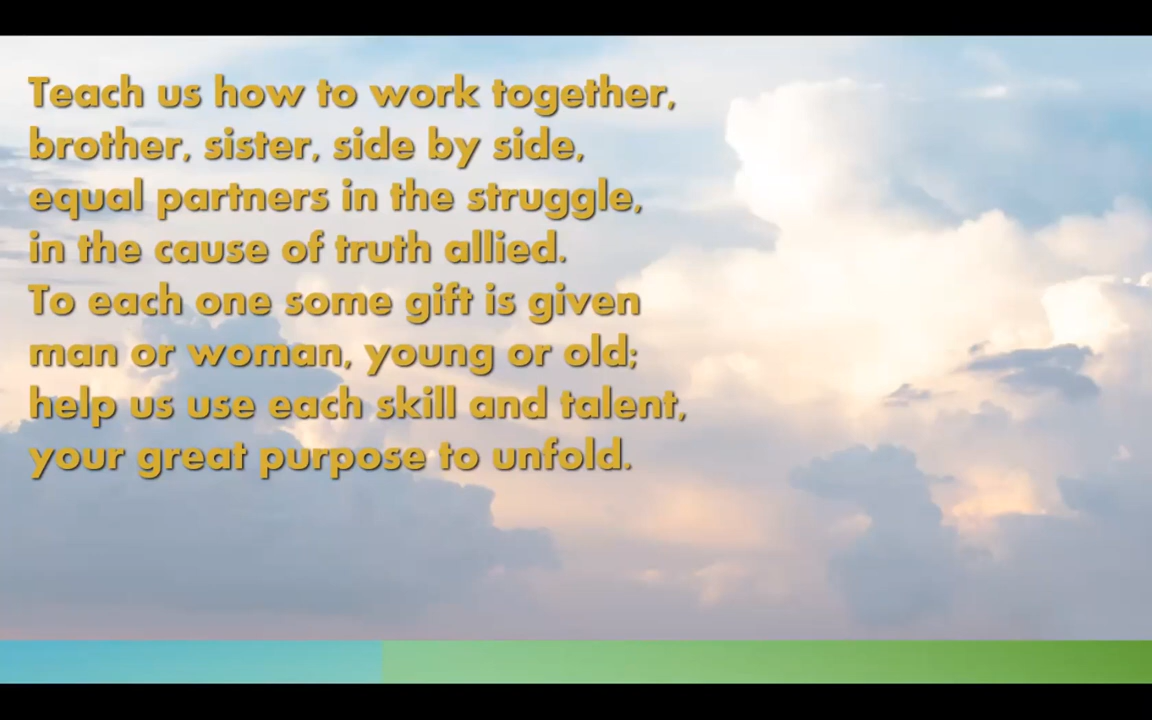 Teach us how to work together,
brother, sister, side by side,
equal partners in the struggle,
in the cause of truth allied.
To each one some gift is given
man or woman, young or old;
help us use each skill and talent,
your great purpose to unfold.